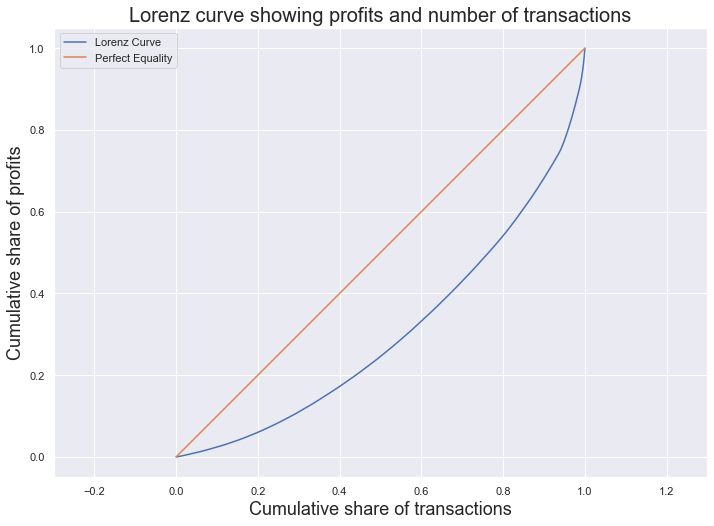 Lorenz curve showing profits and number of transactions
Lorenz Curve
Perfect Equality
1.0
0.8
0.6
0.4
0.2
0.0
Cumulative share of profits
−0.2 0.0 0.2 0.4 0.6 0.8 1.0 1.2
Cumulative share of transactions